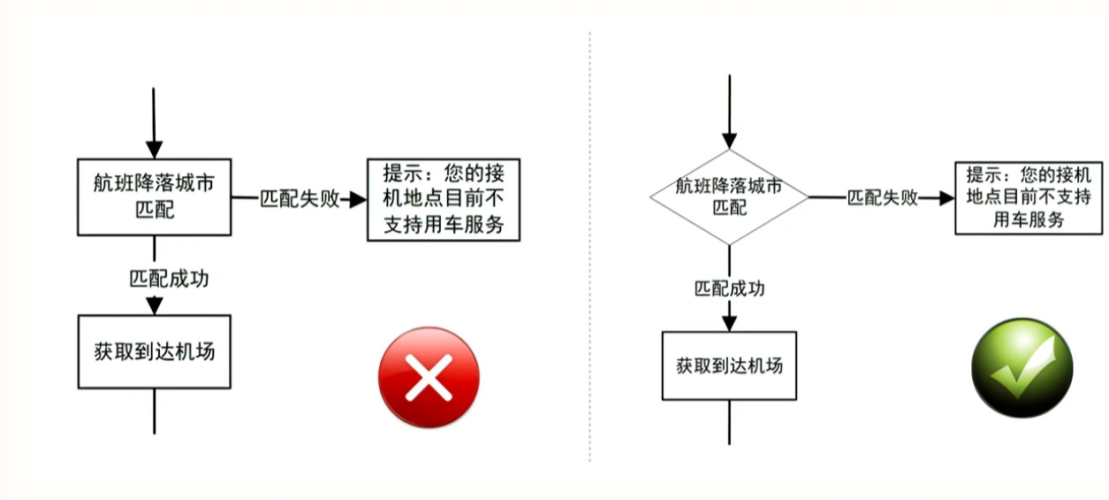 航班降落城市
匹配
匹配失败
提示：您的接
机地点目前不
支持用车服务
匹配成功
获取到达机场
航班降落城市
匹配
匹配失败
提示：您的接机
地点目前不支持
用车服务
匹配成功
获取到达机场